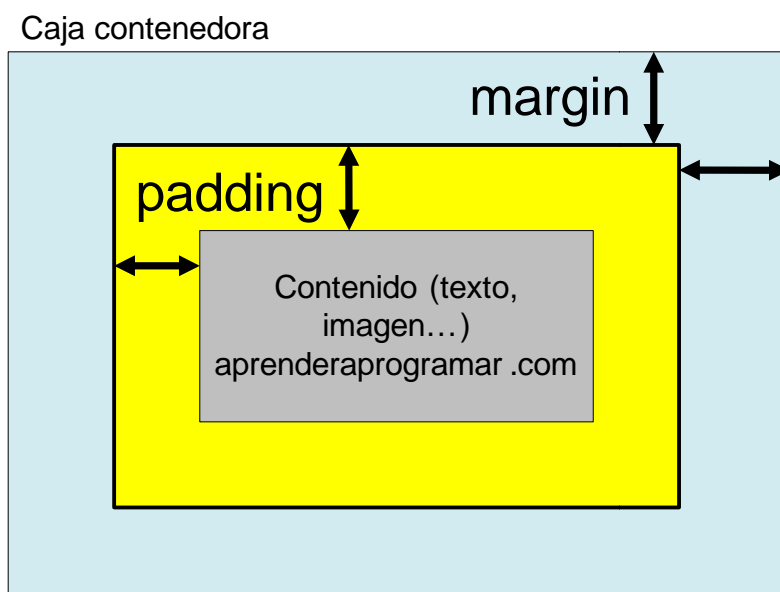 Caja contenedora
margin
padding
Contenido (texto,
imagen…)
aprenderaprogramar .com